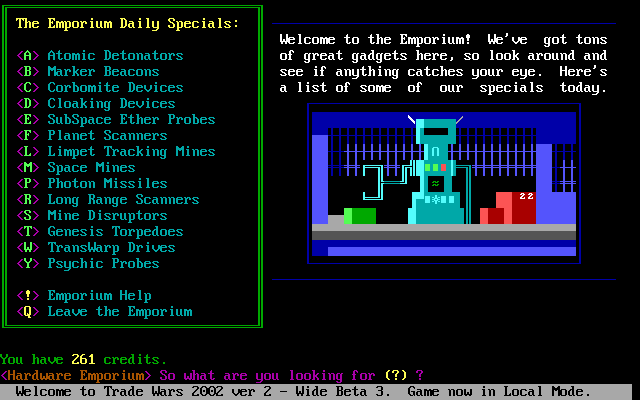 The Emporium Daily Specials:
<A> Atomic Detonators
<B> Marker Beacons
<C> Corbomite Devices
<D> Cloaking Devices
<E> SubSpace Ether Probes
<F> Planet Scanners
<L> Limpet Tracking Mines
<M> Space Mines
<P> Photon Missiles
<R> Long Range Scanners
<S> Mine Disruptors
<T> Genesis Torpedoes
<W> TransWarp Drives
<Y> Psychic Probes
<!> Emporium Help
<Q> Leave the Emporium
Welcome to the Emporium! We've got tons
of great gadgets here, so look around and
see if anything catches your eye. Here's
a list of some of our specials today.
22
You have 261 credits.
<Hardware Emporium> So what are you looking for (?) ?
Welcome to Trade Wars 2002 ver 2 - Wide Beta 3. Game now in Local Mode.